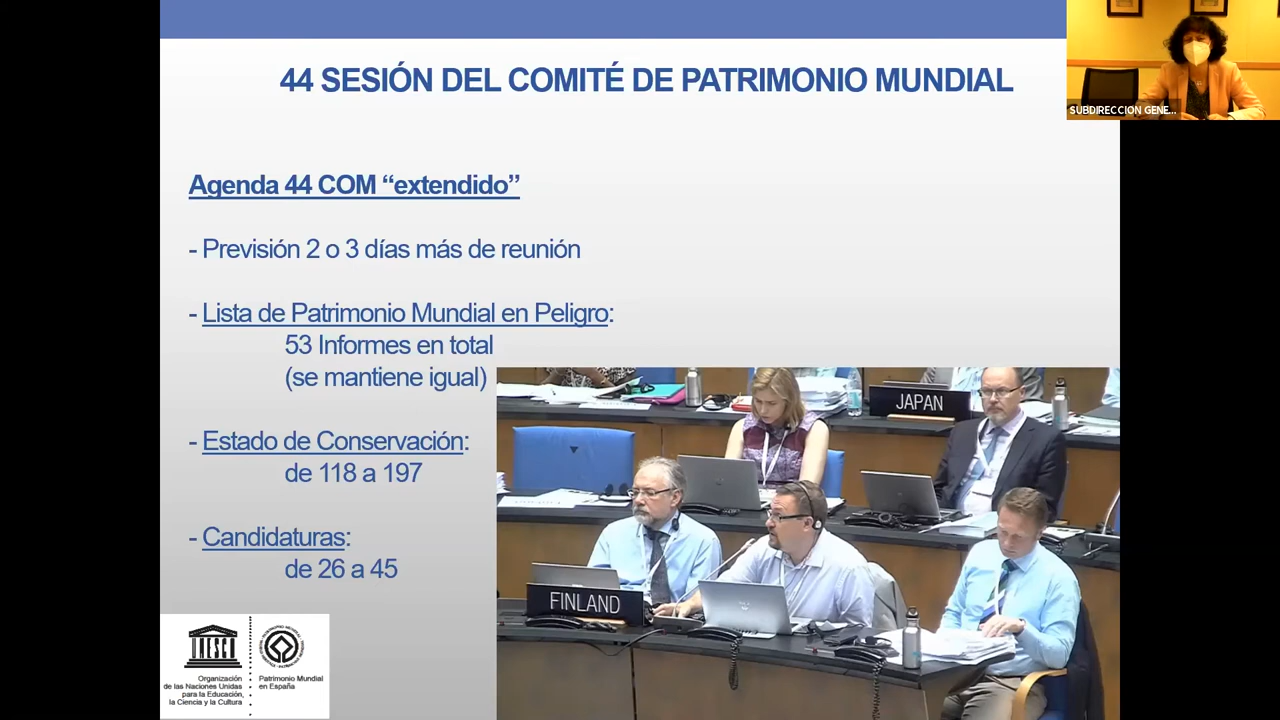 44 SESIÓN DEL COMITÉ DE PATRIMONIO MUNDIAL
SUBDIRECCION GENE...
Agenda 44 COM “extendido”
- Previsión 2 o 3 días más de reunión
- Lista de Patrimonio Mundial en Peligro:
53 Informes en total
(se mantiene igual)
- Estado de Conservación:
de 118 a 197
- Candidaturas:
de 26 a 45
JAPAN
FINLAND
UNESCO
Organización
de las Naciones Unidas
para la Educación,
la Ciencia y la Cultura
Patrimonio Mundial
en España